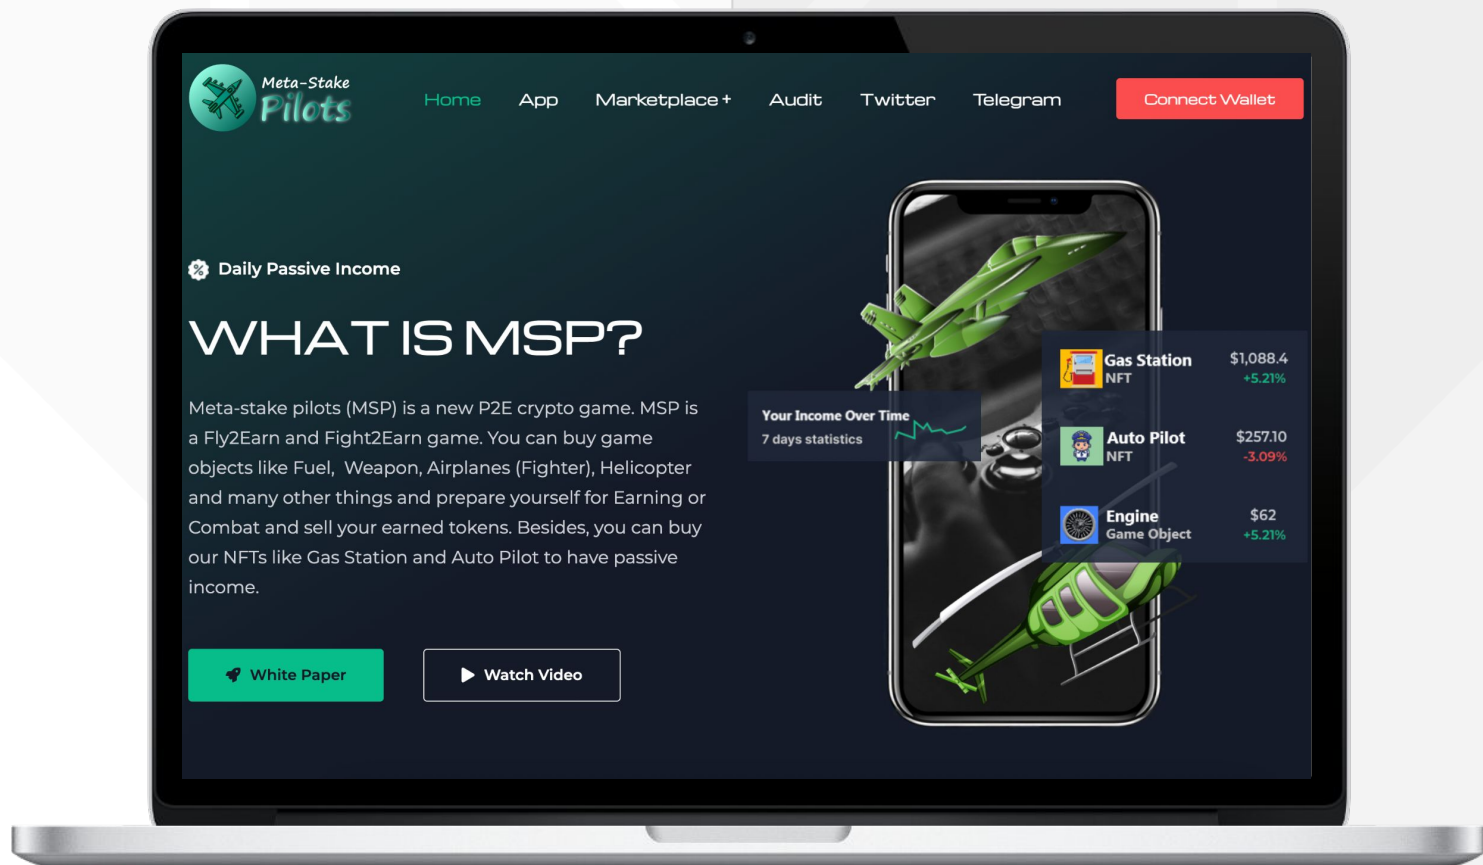 Meta-Stake
Pilots
Home App Marketplace + Audit Twitter Telegram Connect Wallet
Daily Passive Income
WHAT IS MSP?
Meta-stake pilots (MSP) is a new P2E crypto game. MSP is
a Fly2Earn and Fight2Earn game. You can buy game
objects like Fuel, Weapon, Airplanes (Fighter), Helicopter
and many other things and prepare yourself for Earning or
Combat and sell your earned tokens. Besides, you can buy
our NFTs like Gas Station and Auto Pilot to have passive
income.
White Paper Watch Video
Your Income Over Time
7 days statistics
Gas Station $1,088.4
NFT +5.21%
Auto Pilot $257.10
NFT -3.09%
Engine $62
Game Object +5.21%